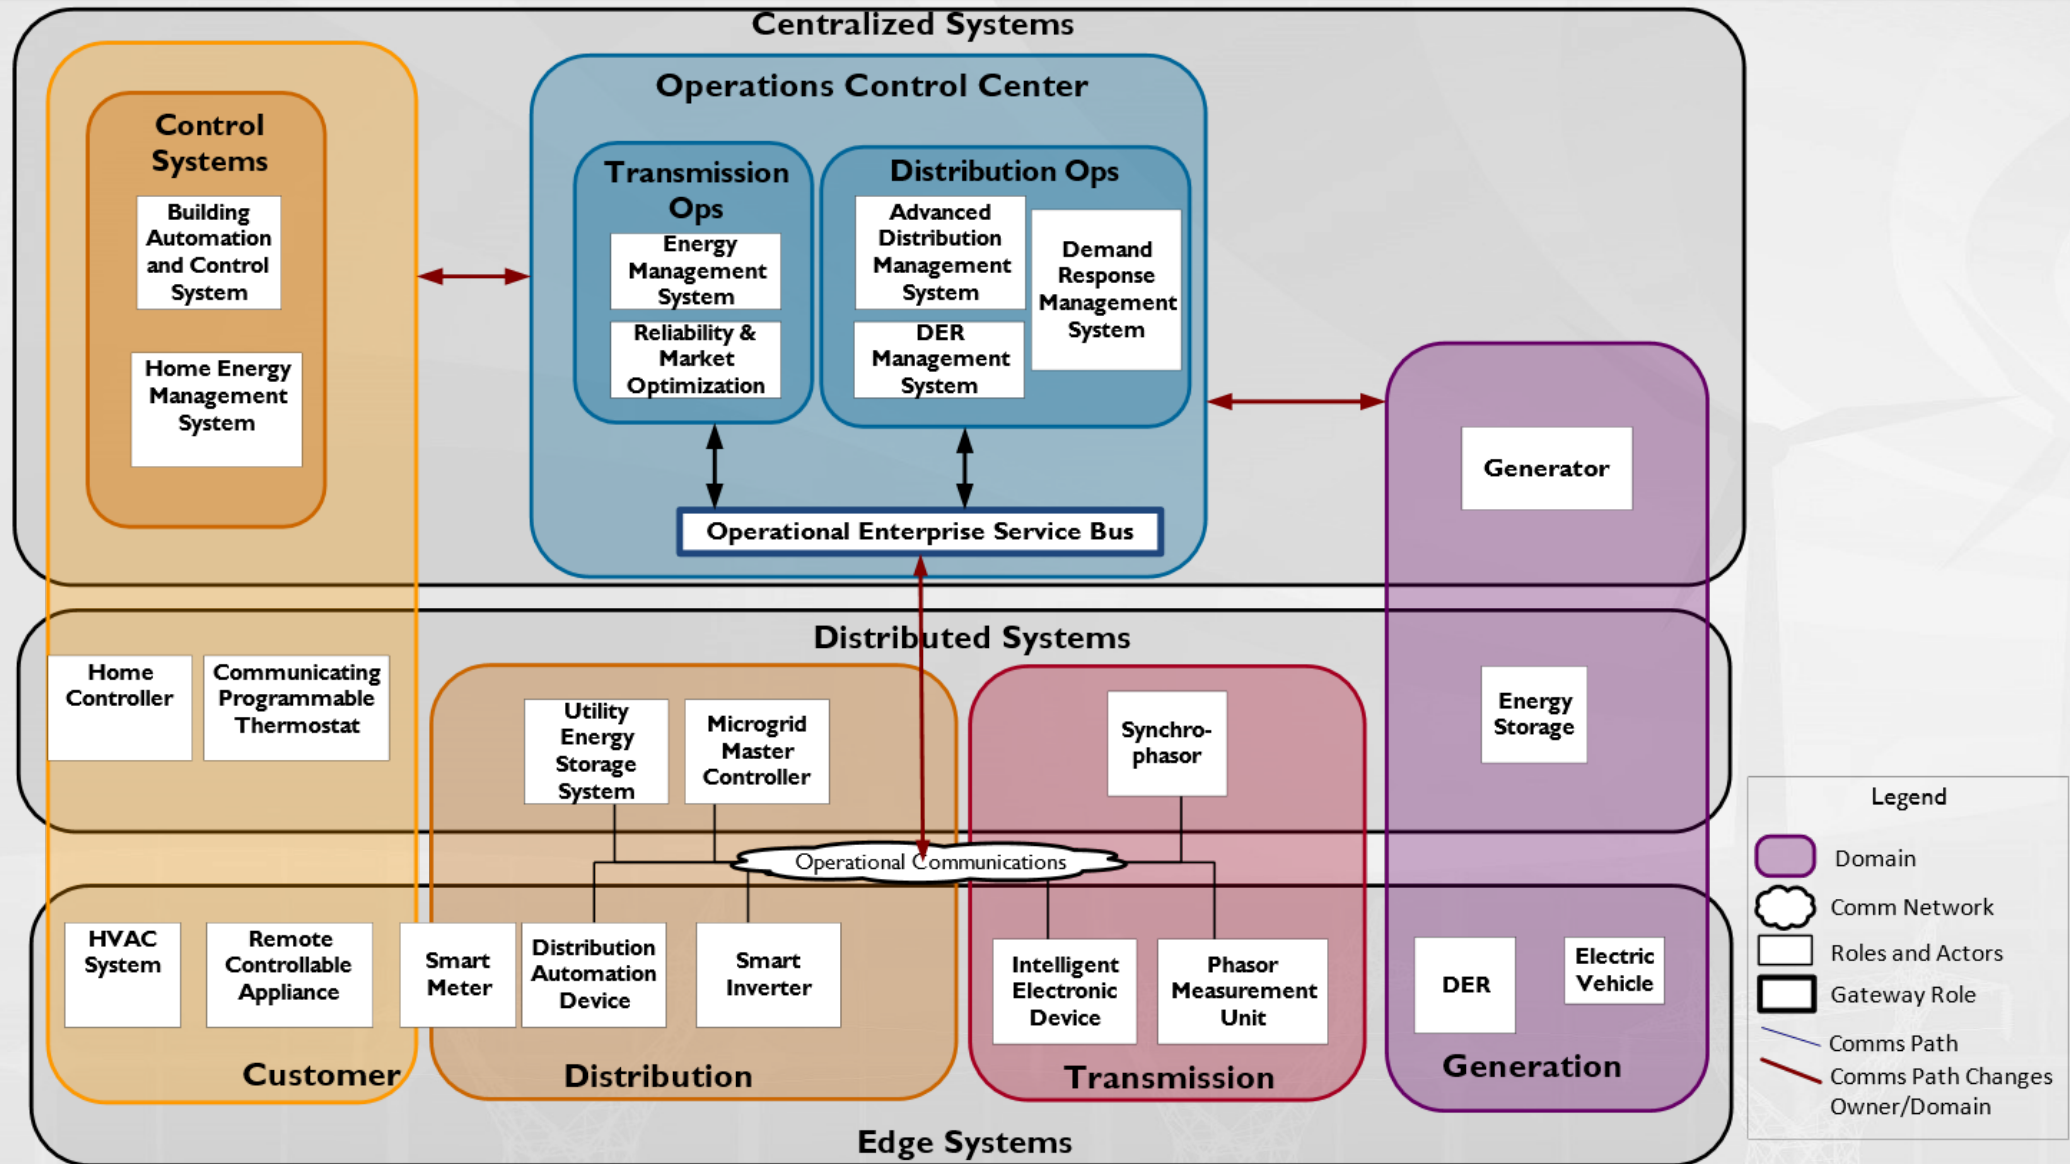 Centralized Systems
Control
Systems
Building
Automation
and Control
System
Home Energy
Management
System
Operations Control Center
Transmission
Ops
Energy
Management
System
Reliability &
Market
Optimization
Distribution Ops
Advanced
Distribution
Management
System
DER
Management
System
Demand
Response
Management
System
Operational Enterprise Service Bus
Generator
Distributed Systems
Home
Controller
Communicating
Programmable
Thermostat
Utility
Energy
Storage
System
Microgrid
Master
Controller
Synchro-
phasor
Energy
Storage
Operational Communications
HVAC
System
Remote
Controllable
Appliance
Smart
Meter
Distribution
Automation
Device
Smart
Inverter
Intelligent
Electronic
Device
Phasor
Measurement
Unit
DER
Electric
Vehicle
Customer
Distribution
Transmission
Generation
Edge Systems
Legend
Domain
Comm Network
Roles and Actors
Gateway Role
Comms Path
Comms Path Changes
Owner/Domain